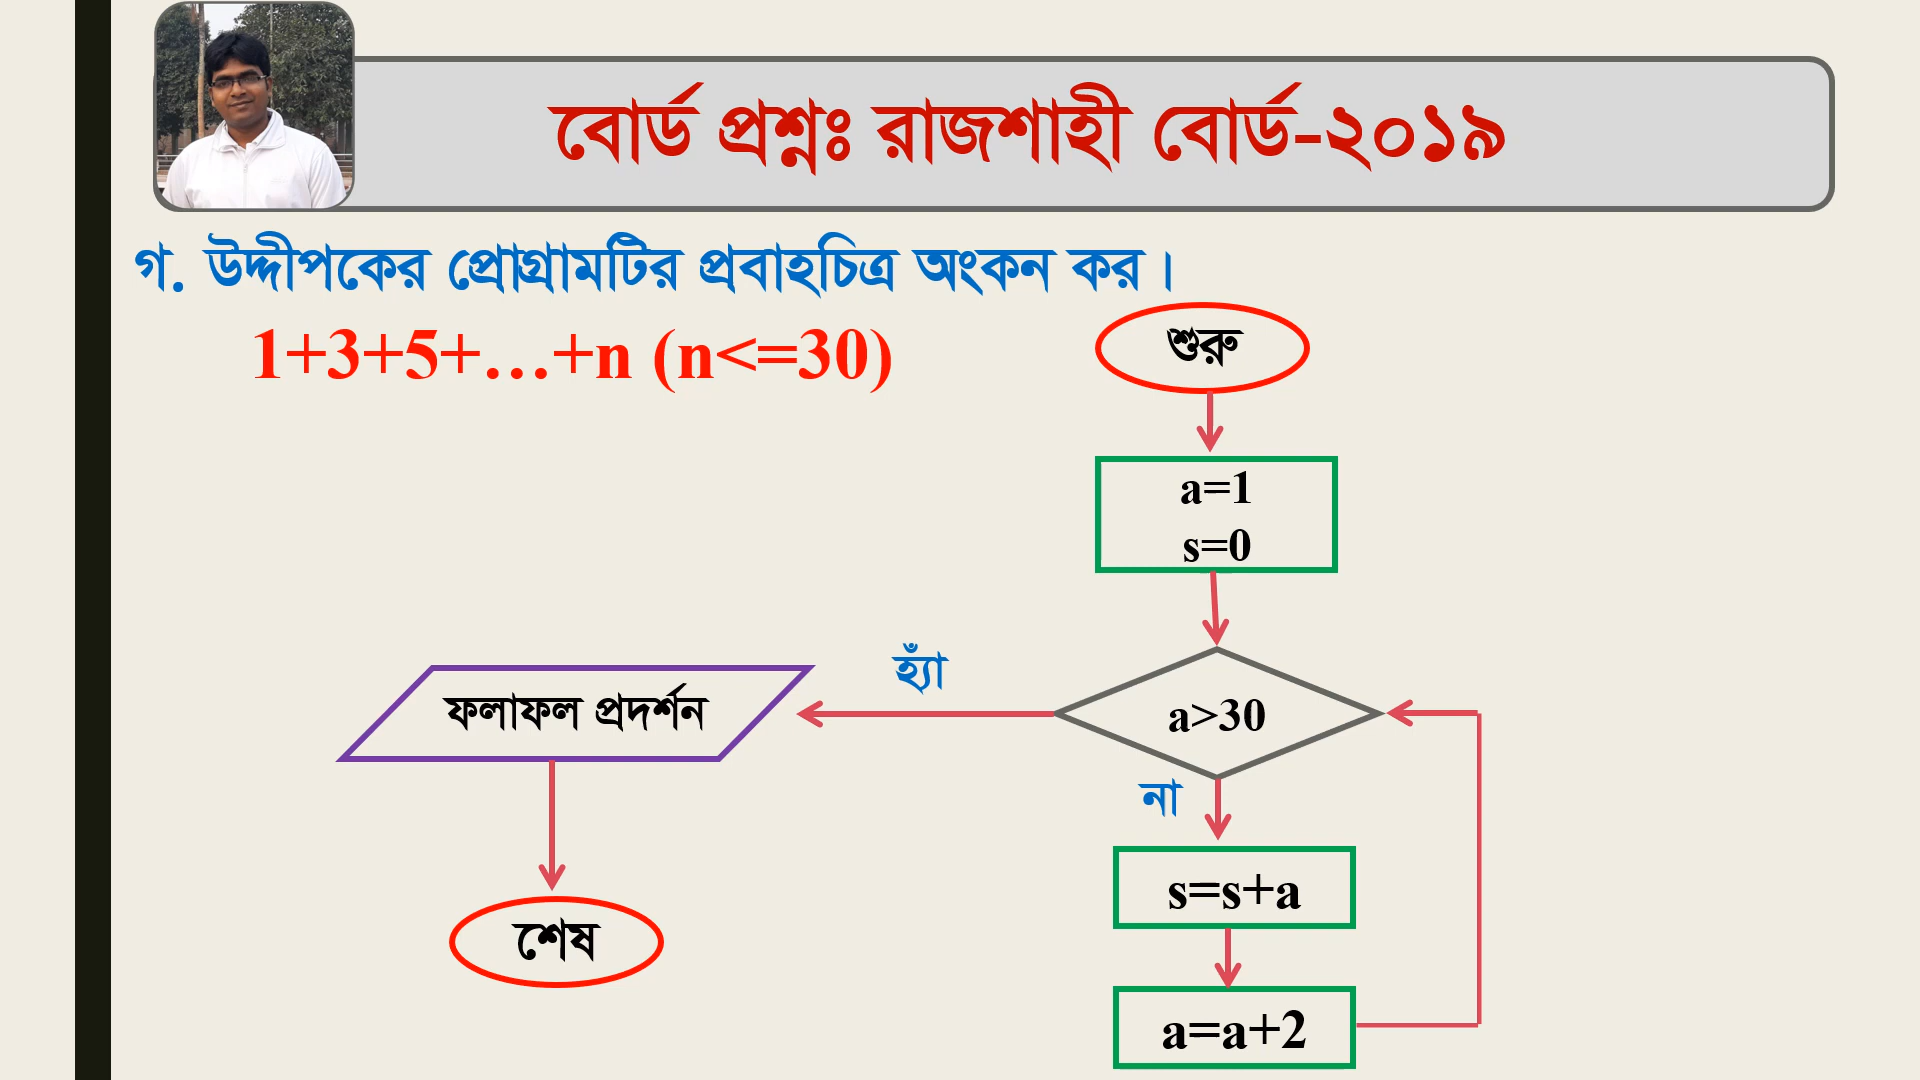 বোর্ড প্রশ্নঃ রাজশাহী বোর্ড-২০১৯
গ. উদ্দীপকের প্রোগ্রামটির প্রবাহচিত্র অংকন কর।
1+3+5+…+n (n<=30)
শুরু
a=1
s=0
a>30
হ্যাঁ
ফলাফল প্রদর্শন
শেষ
না
s=s+a
a=a+2